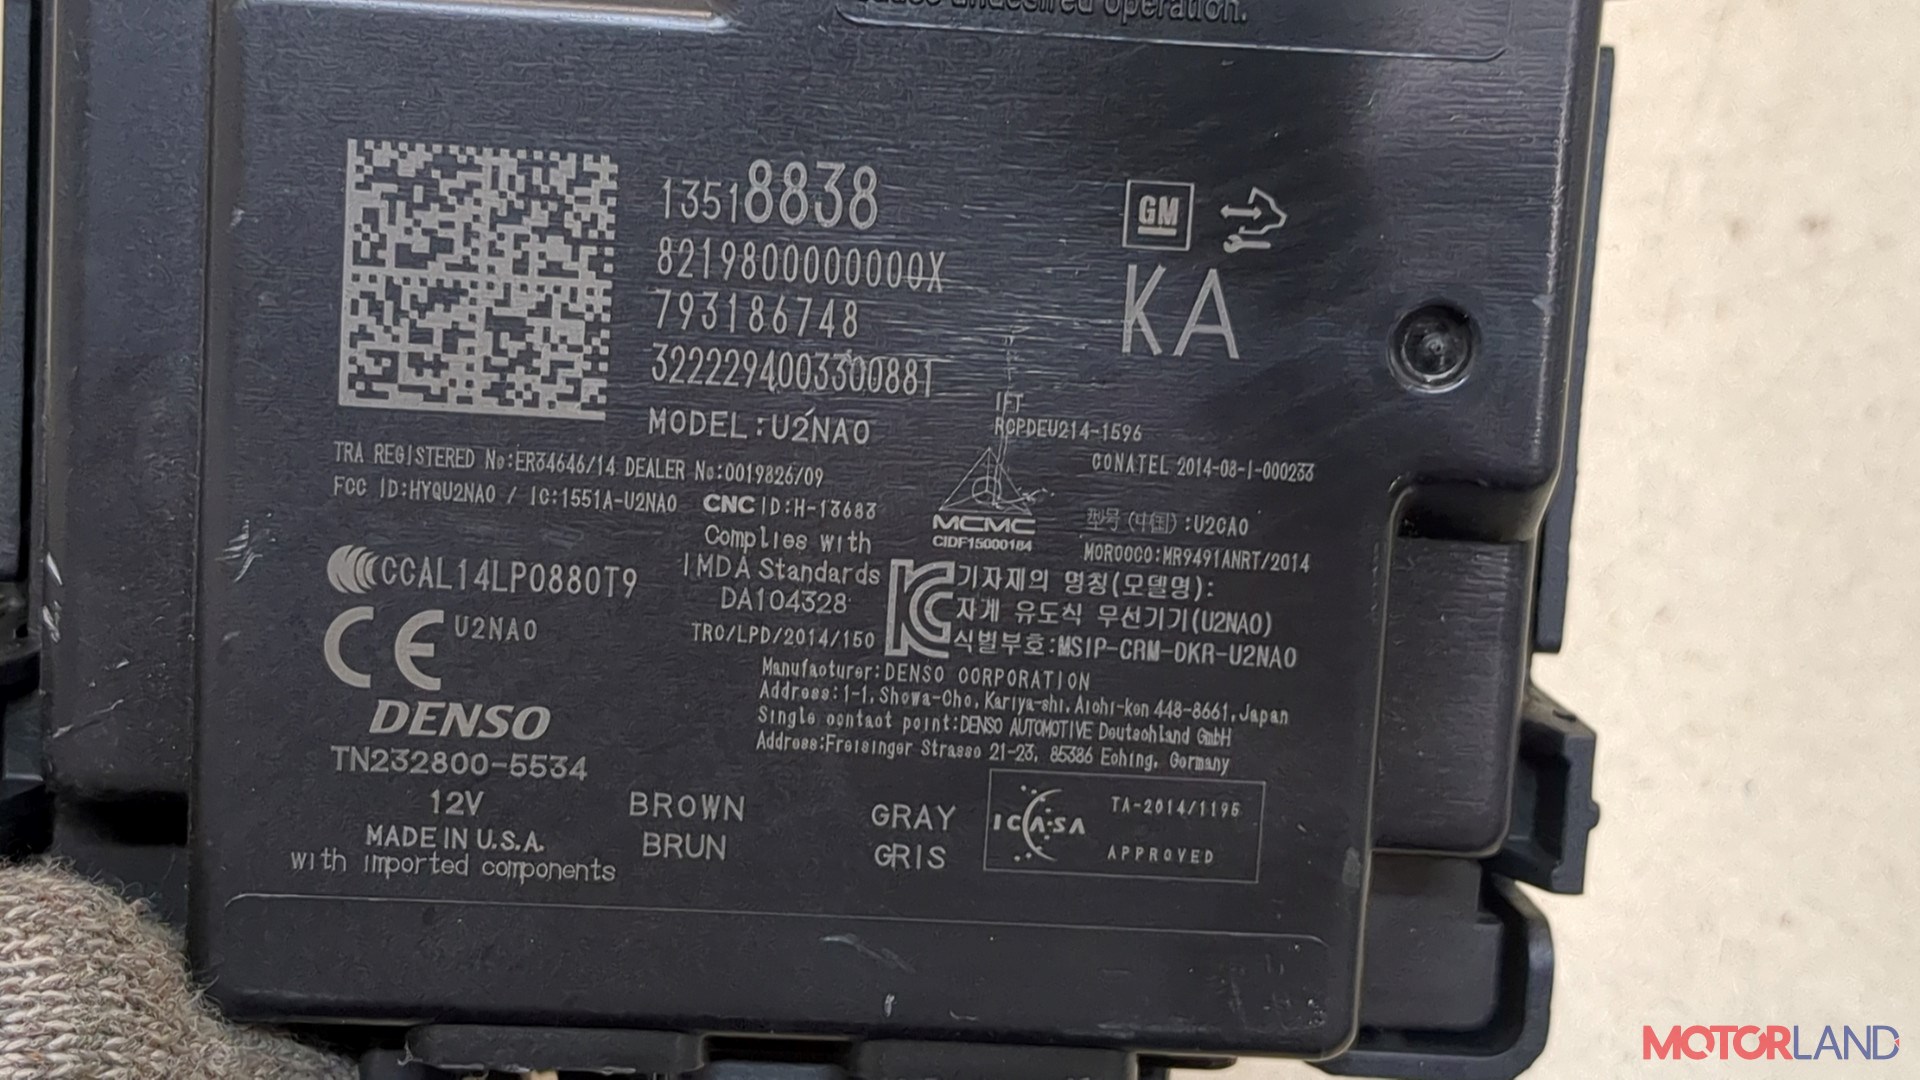 undesired operation.
13518838
8219800000000X
793186748
3222294003300881
MODEL:U2NA0
GM
KA
IFT
RCPDEU214-1596
CONATEL 2014-08-I-000233
TRA REGISTERED No:ER34646/14 DEALER No:0019826/09
FCC ID:HYQU2NA0 / IC:1551A-U2NA0
CNC ID:H-13683
MCMC
CIDF15000184
型号(中国):U2CA0
MOROCCO:MR9491ANRT/2014
Complies with
IMDA Standards
DA104328
CCAL14LP0880T9
CE U2NA0
TRC/LPD/2014/150
KC
기자재의 명칭(모델명):
자계 유도식 무선기기(U2NA0)
식별부호:MSIP-CRM-DKR-U2NA0
Manufacturer:DENSO CORPORATION
Address:1-1, Showa-Cho, Kariya-shi, Aichi-ken 448-8661, Japan
Single contact point:DENSO AUTOMOTIVE Deutschland GmbH
Address:Freisinger Strasse 21-23, 85386 Eching, Germany
DENSO
TN232800-5534
12V
MADE IN U.S.A.
with imported components
BROWN
BRUN
GRAY
GRIS
ICASA
TA-2014/1195
APPROVED
MOTORLAND